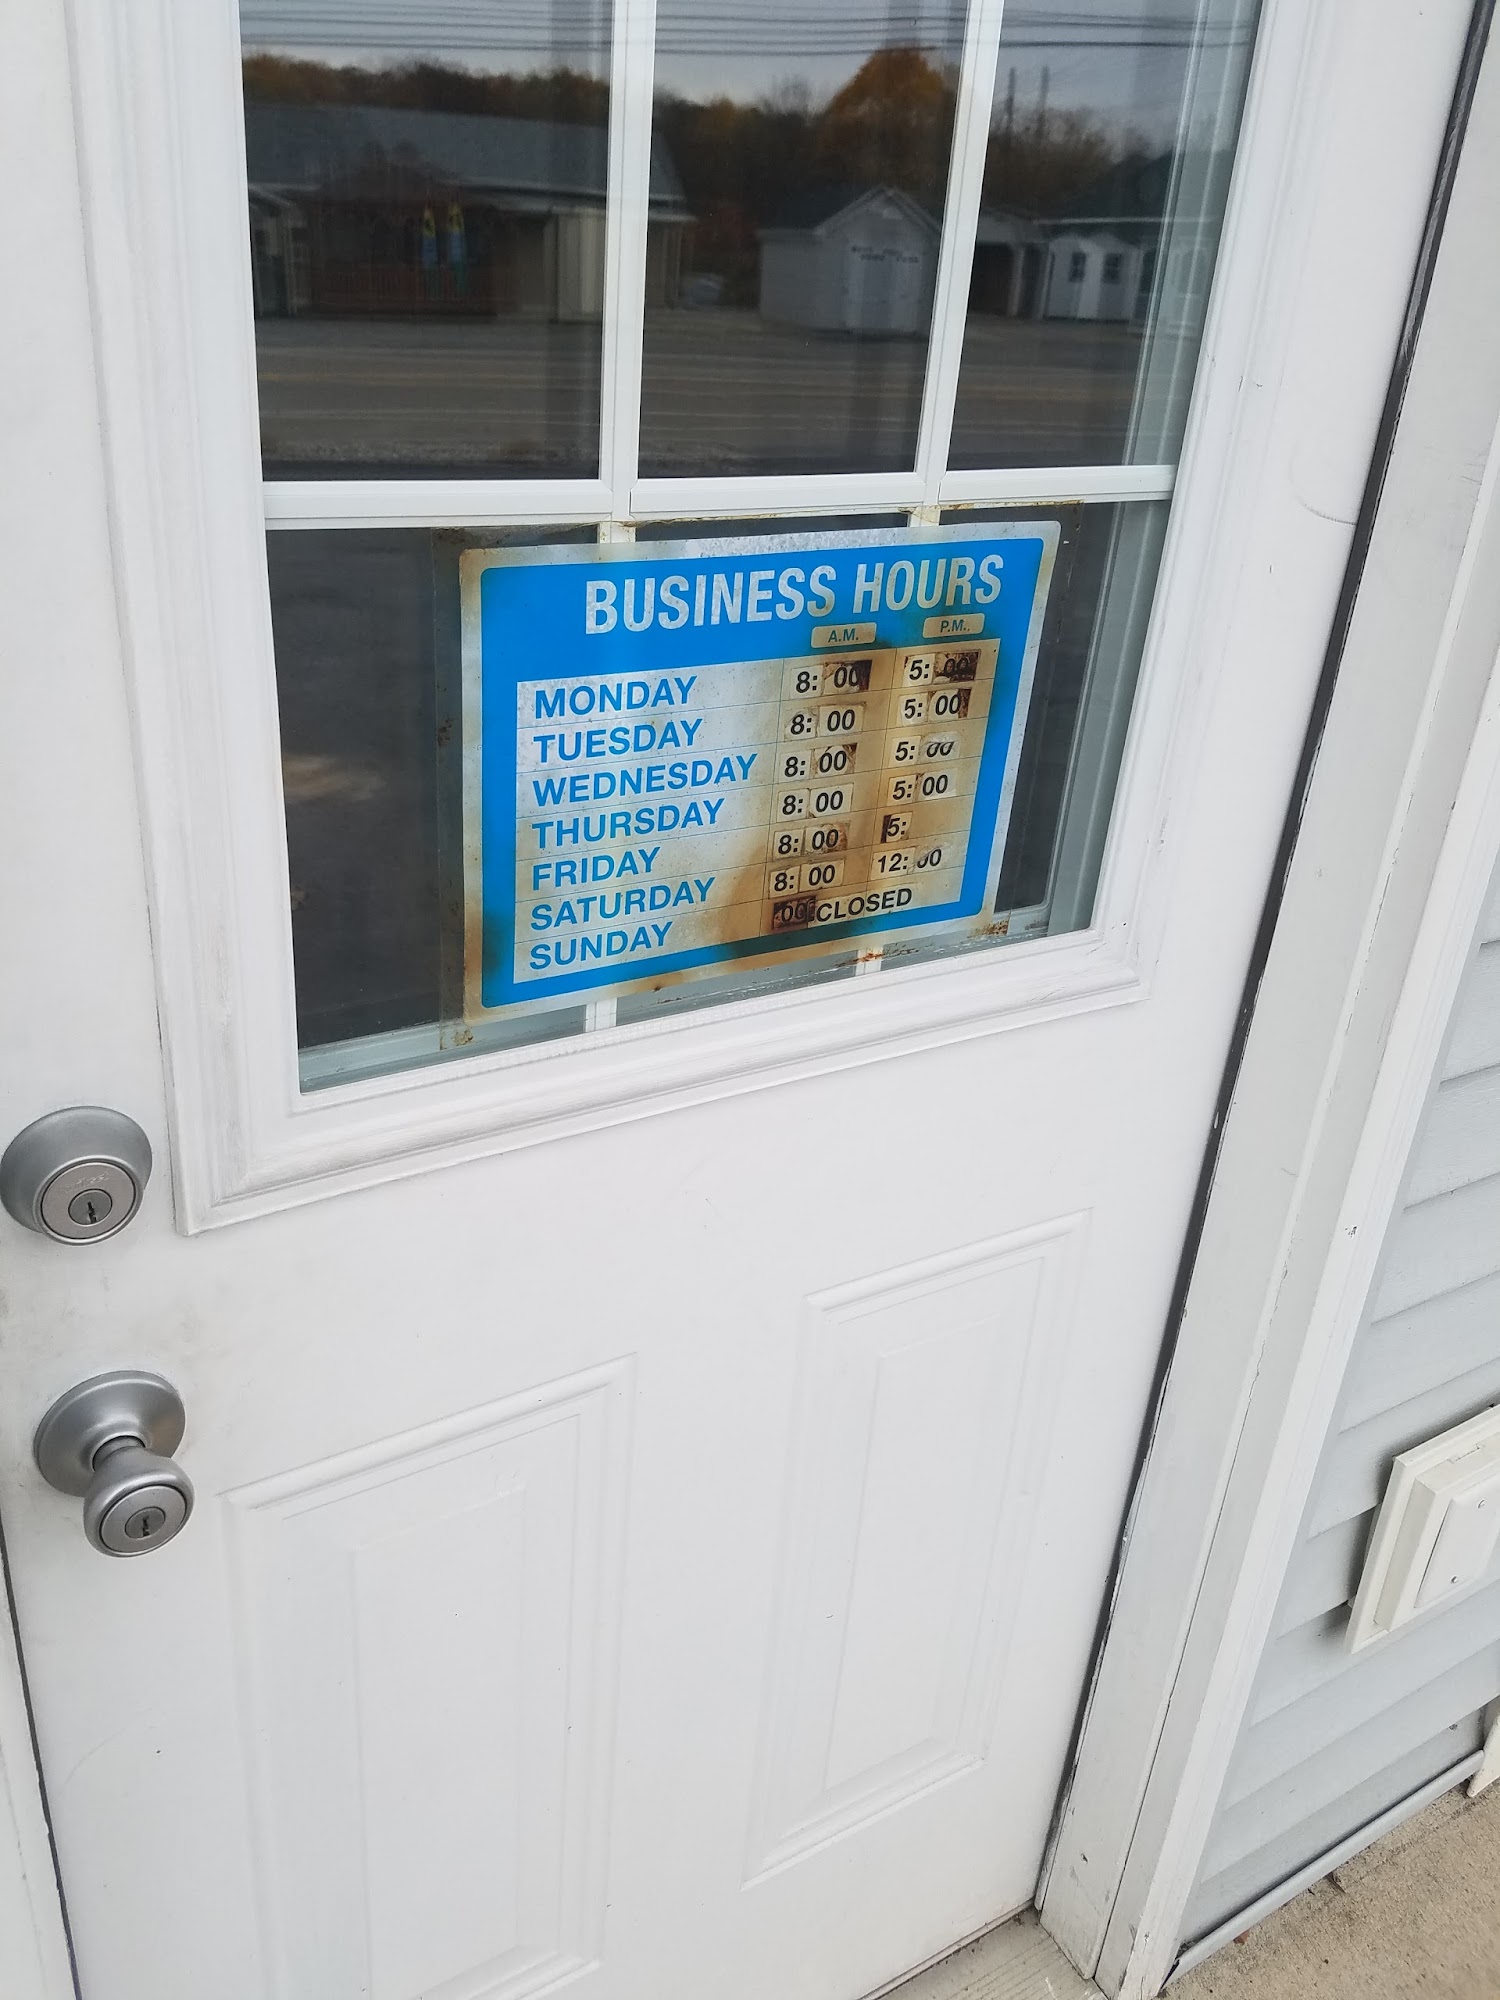 BUSINESS HOURS
A.M. P.M.
MONDAY 8:00 5:00
TUESDAY 8:00 5:00
WEDNESDAY 8:00 5:00
THURSDAY 8:00 5:00
FRIDAY 8:00 5:
SATURDAY 8:00 12:00
SUNDAY :00 CLOSED